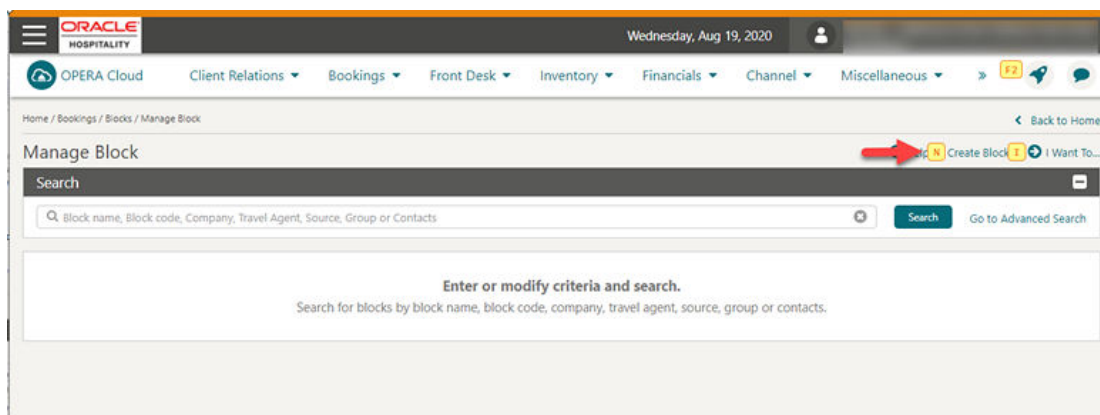 ORACLE
HOSPITALITY
Wednesday, Aug 19, 2020
OPERA Cloud Client Relations Bookings Front Desk Inventory Financials Channel Miscellaneous » F2
Home / Bookings / Blocks / Manage Block Back to Home
Manage Block N Create Block I I Want To...
Search
Block name, Block code, Company, Travel Agent, Source, Group or Contacts Search Go to Advanced Search
Enter or modify criteria and search.
Search for blocks by block name, block code, company, travel agent, source, group or contacts.